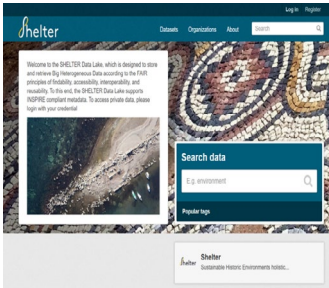 Log in Register
Shelter
Datasets Organizations About Search
Welcome to the SHELTER Data Lake, which is designed to store
and retrieve Big Heterogeneous Data according to the FAIR
principles of findability, accessibility, interoperability, and
reusability. To this end, the SHELTER Data Lake supports
INSPIRE compliant metadata. To access private data, please
login with your credential
Search data
E.g. environment
Popular tags
Shelter
Shelter
Sustainable Historic Environments holistic...